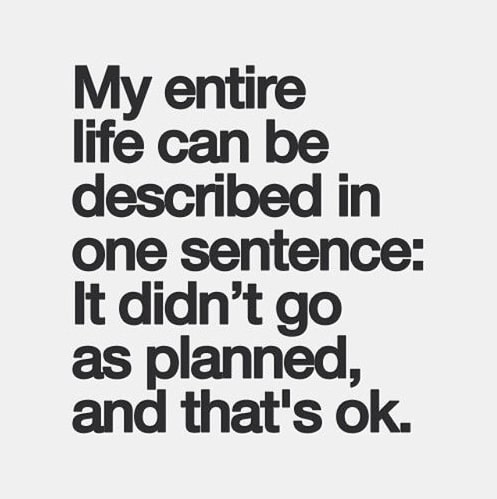 My entire
life can be
described in
one sentence:
It didn’t go
as planned,
and that's ok.